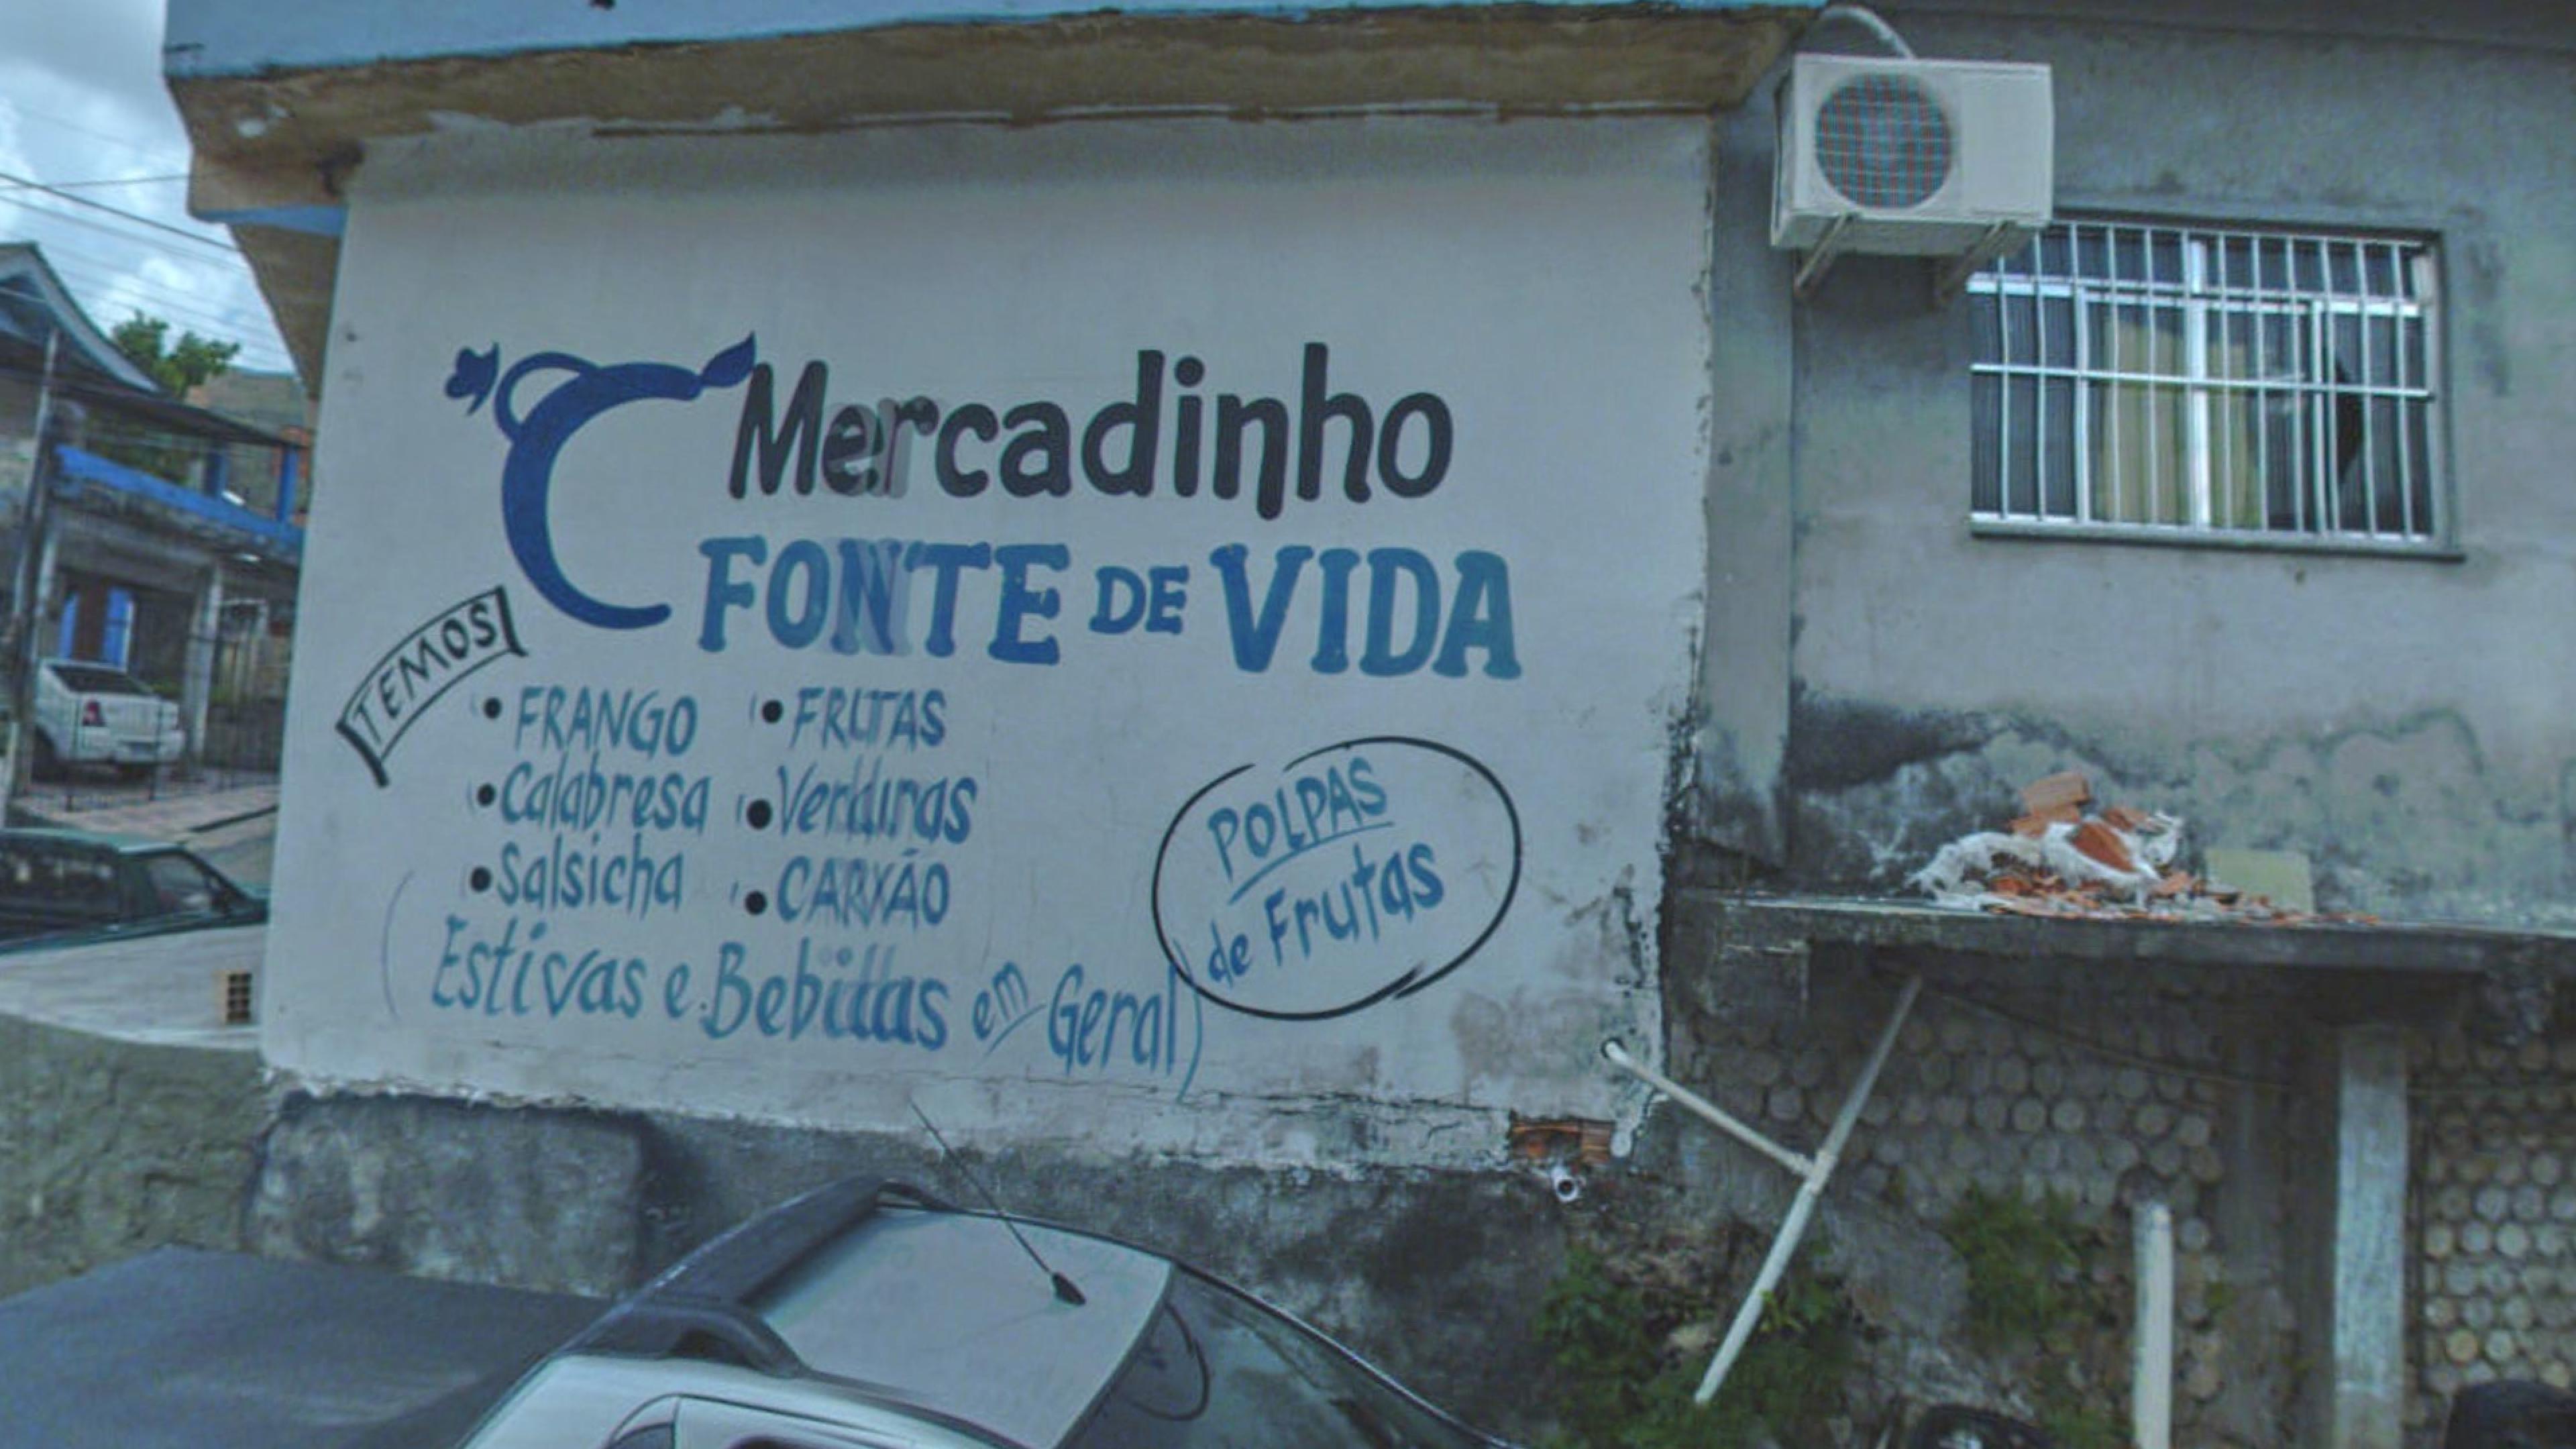 Mercadinho
FONTE DE VIDA
TEMOS
• FRANGO
• Calabresa
• Salsicha
• FRUTAS
• Verduras
• CARVÃO
(Estivas e Bebidas em Geral)
POLPAS
de Frutas